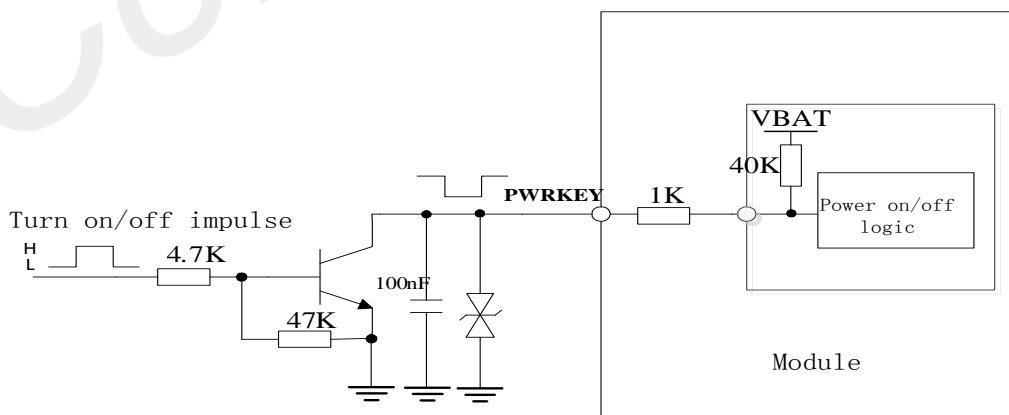 VBAT
40K
PWRKEY
1K
Power on/off
logic
Turn on/off impulse
H
L
4.7K
100nF
47K
Module